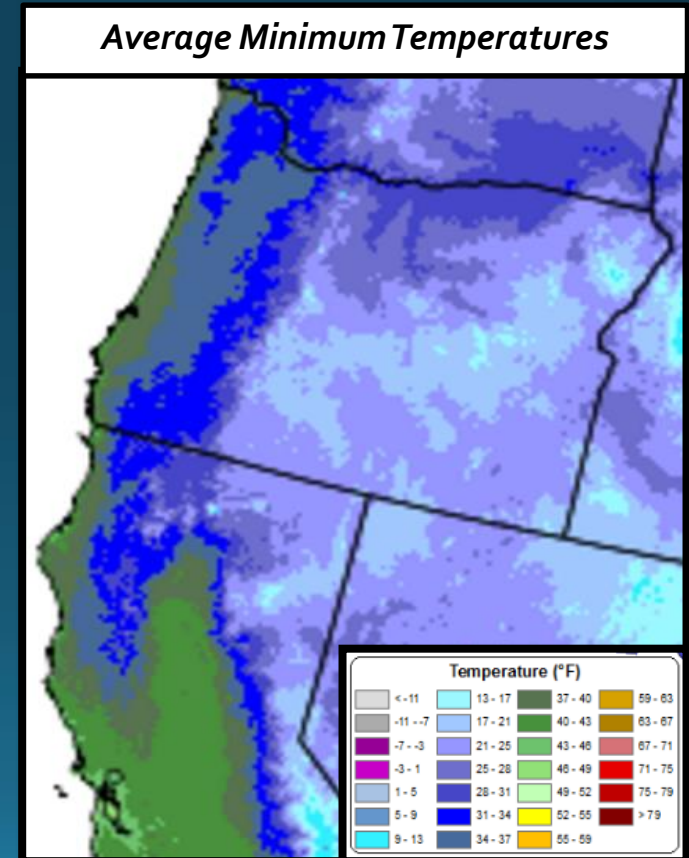 Average Minimum Temperatures
Temperature (°F)
< -11
-11 - -7
-7 - -3
-3 - 1
1 - 5
5 - 9
9 - 13
13 - 17
17 - 21
21 - 25
25 - 28
28 - 31
31 - 34
34 - 37
37 - 40
40 - 43
43 - 46
46 - 49
49 - 52
52 - 55
55 - 59
59 - 63
63 - 67
67 - 71
71 - 75
75 - 79
> 79